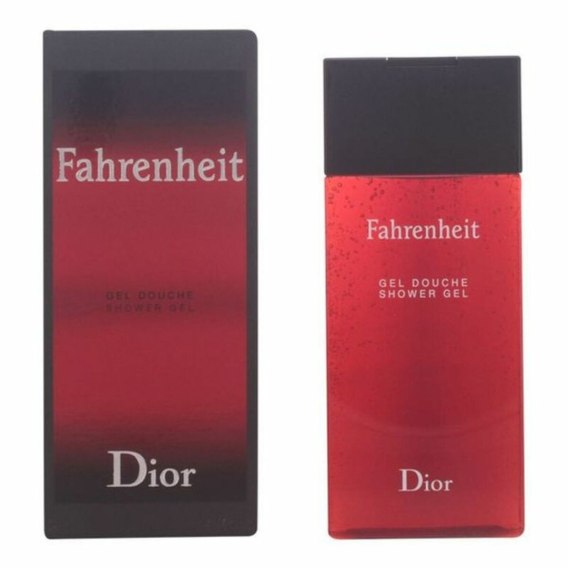 Fahrenheit
GEL DOUCHE
SHOWER GEL
Dior
Fahrenheit
GEL DOUCHE
SHOWER GEL
Dior